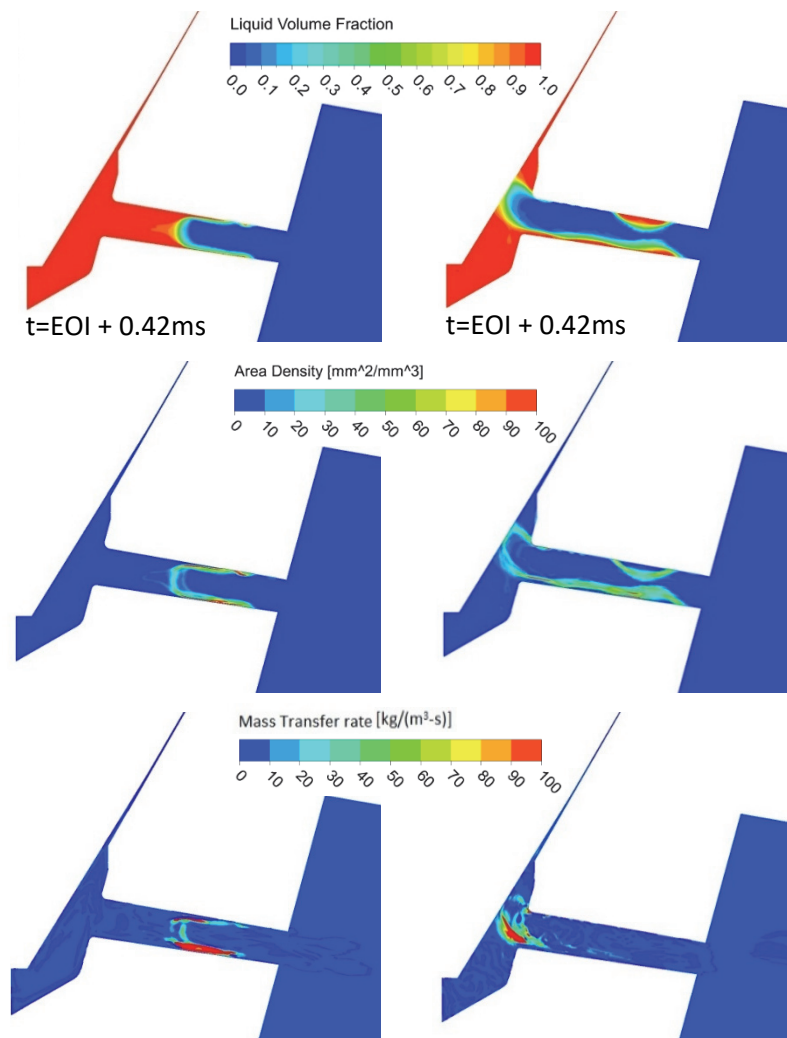 Liquid Volume Fraction
0.0 0.1 0.2 0.3 0.4 0.5 0.6 0.7 0.8 0.9 1.0
t=EOI + 0.42ms
t=EOI + 0.42ms
Area Density [mm^2/mm^3]
0 10 20 30 40 50 60 70 80 90 100
Mass Transfer rate [kg/(m³-s)]
0 10 20 30 40 50 60 70 80 90 100